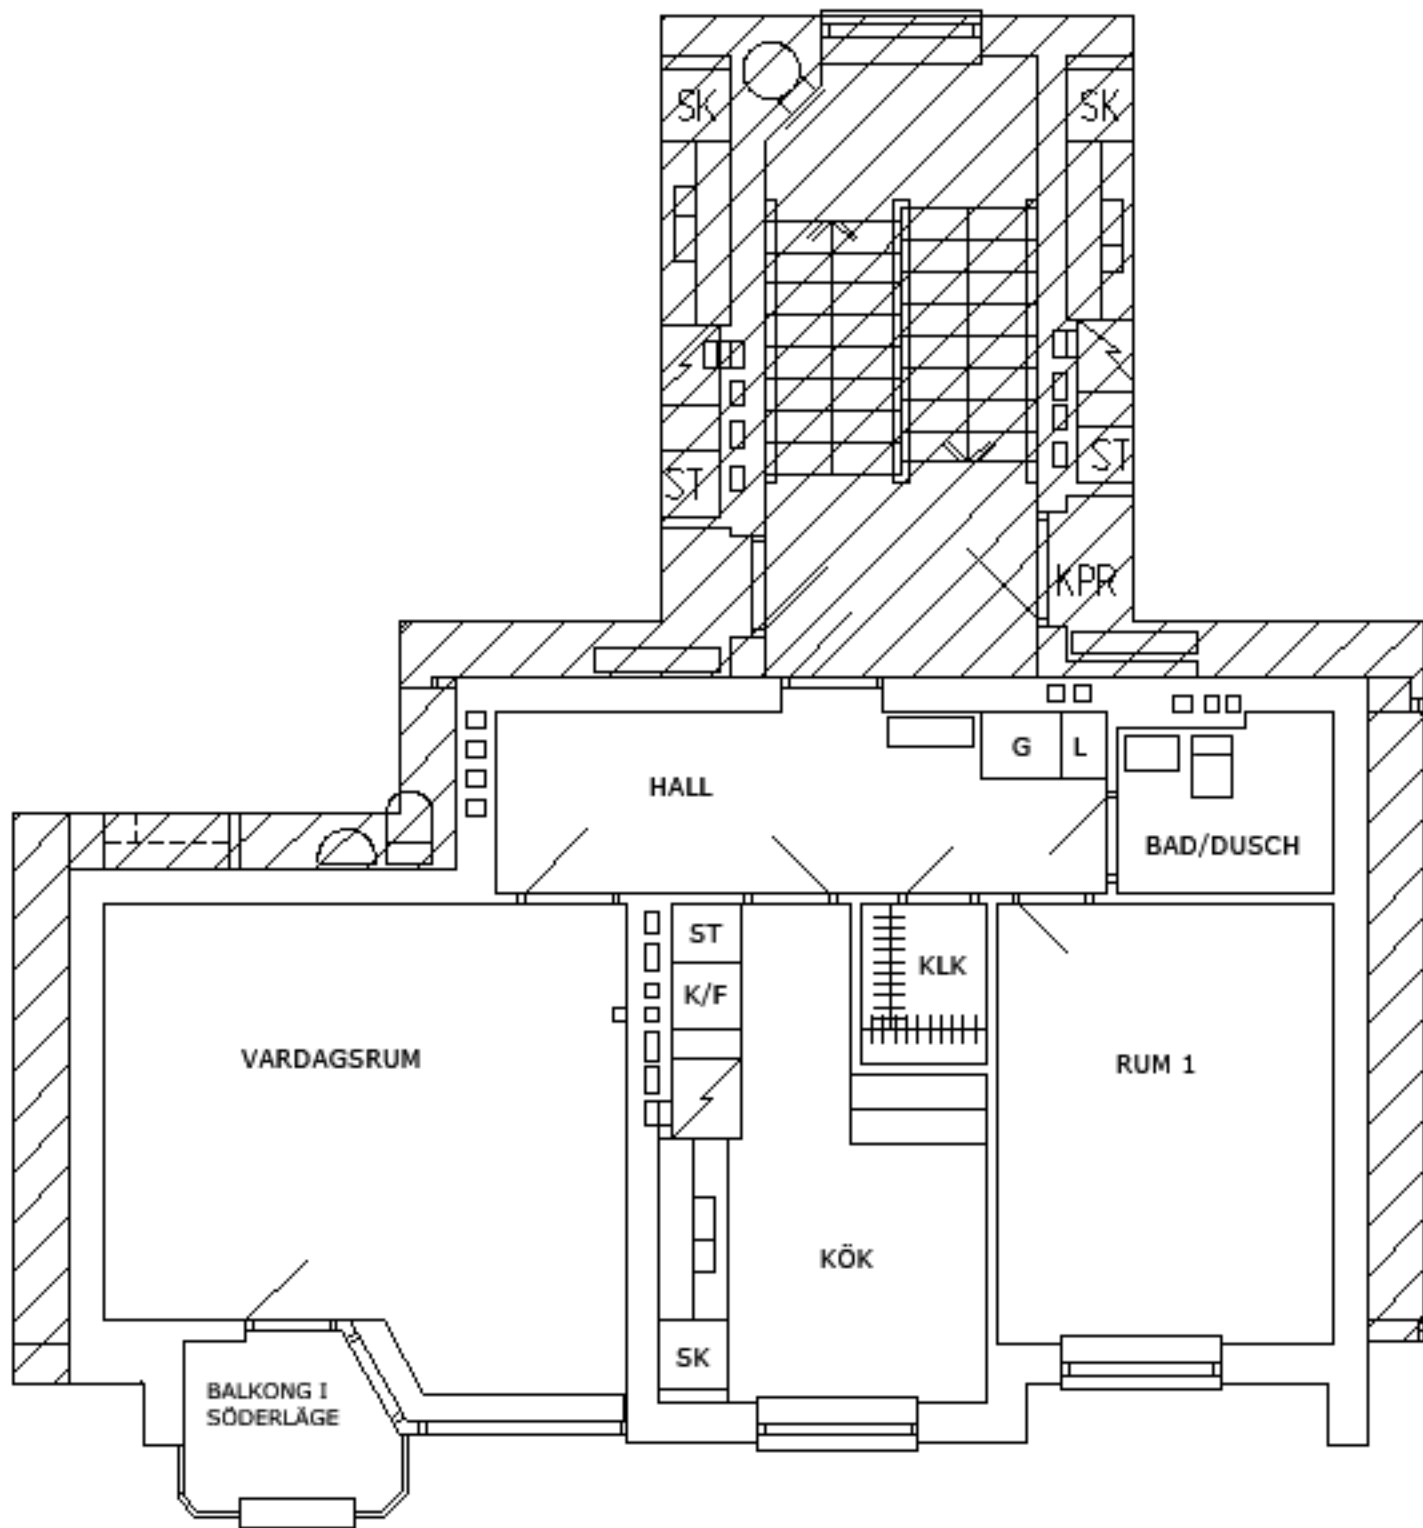 SK
SK
ST
ST
KPR
G
L
HALL
BAD/DUSCH
ST
KLK
K/F
VARDAGSRUM
RUM 1
KÖK
SK
BALKONG I
SÖDERLÄGE